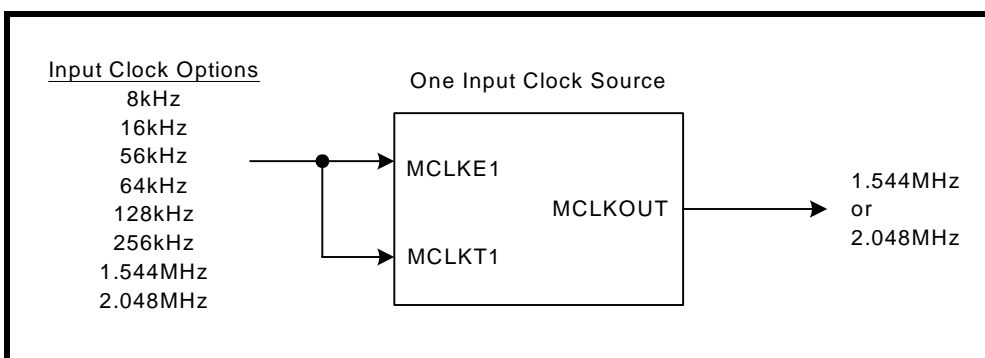 Input Clock Options
8kHz
16kHz
56kHz
64kHz
128kHz
256kHz
1.544MHz
2.048MHz
One Input Clock Source
MCLKE1
MCLKT1
MCLKOUT
1.544MHz
or
2.048MHz